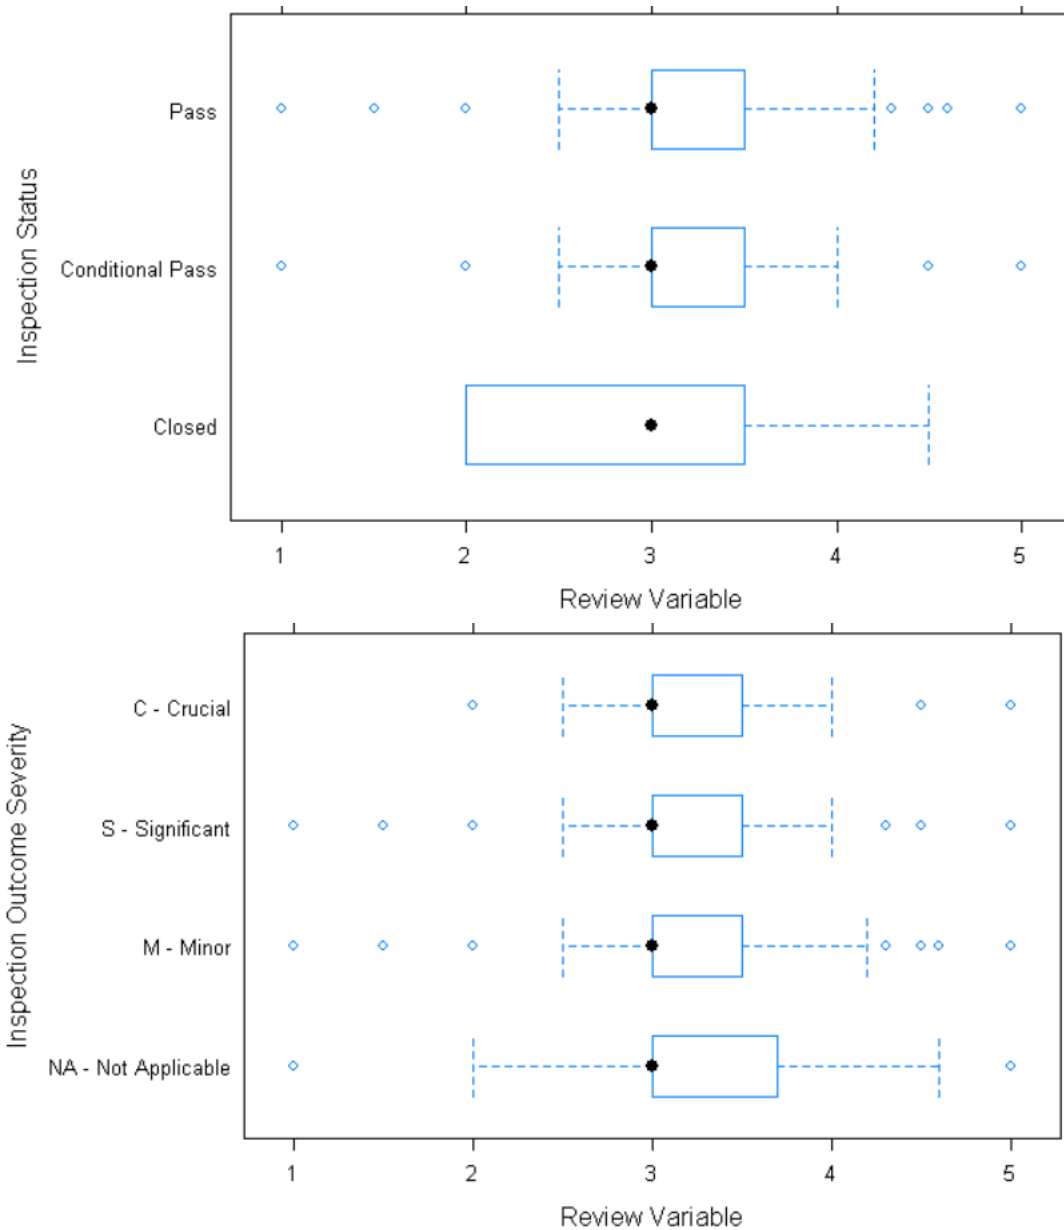 Inspection Status
Pass
Conditional Pass
Closed
1 2 3 4 5
Review Variable
Inspection Outcome Severity
C - Crucial
S - Significant
M - Minor
NA - Not Applicable
1 2 3 4 5
Review Variable